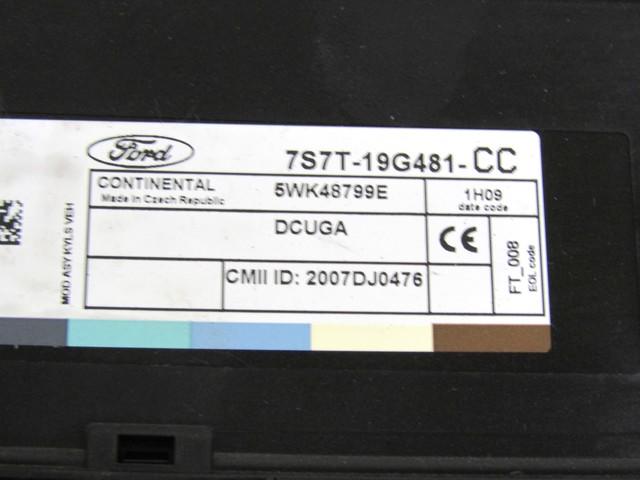 Ford
7S7T-19G481-CC
CONTINENTAL
Made in Czech Republic
5WK48799E
1H09
date code
DCUGA
CE
CMII ID: 2007DJ0476
FT_008
EOL code
MOD ASY KYLS VEH